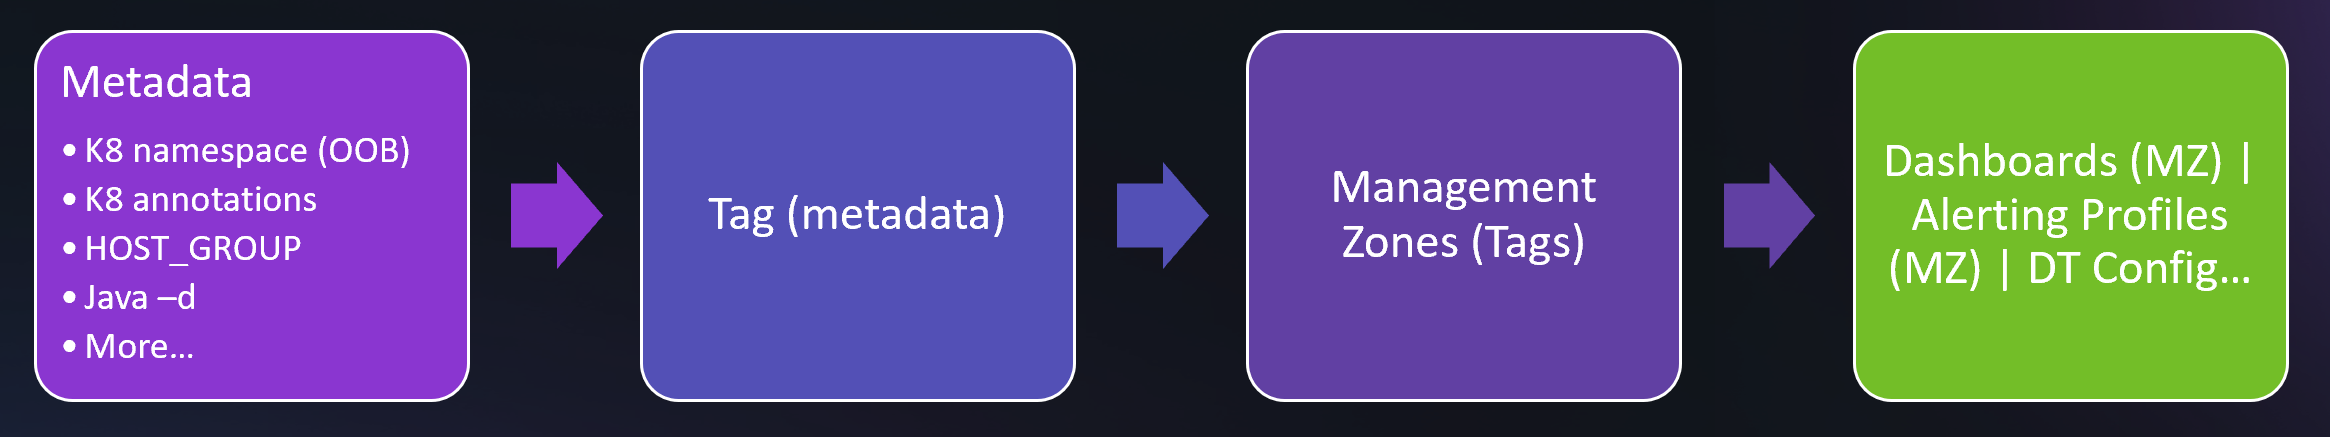 Metadata
• K8 namespace (OOB)
• K8 annotations
• HOST_GROUP
• Java –d
• More...
Tag (metadata)
Management
Zones (Tags)
Dashboards (MZ) |
Alerting Profiles
(MZ) | DT Config...